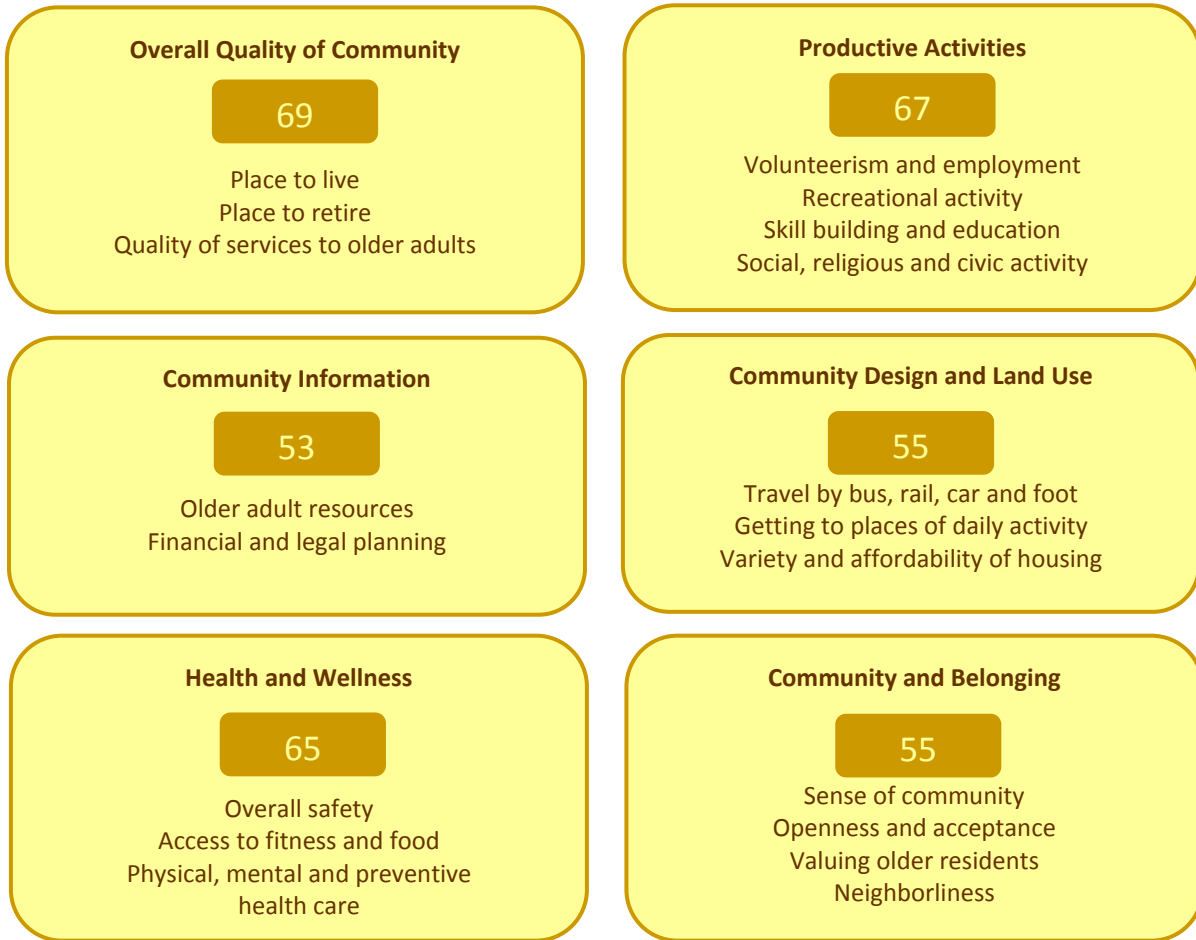 Overall Quality of Community
69
Place to live
Place to retire
Quality of services to older adults
Productive Activities
67
Volunteerism and employment
Recreational activity
Skill building and education
Social, religious and civic activity
Community Information
53
Older adult resources
Financial and legal planning
Community Design and Land Use
55
Travel by bus, rail, car and foot
Getting to places of daily activity
Variety and affordability of housing
Health and Wellness
65
Overall safety
Access to fitness and food
Physical, mental and preventive
health care
Community and Belonging
55
Sense of community
Openness and acceptance
Valuing older residents
Neighborliness